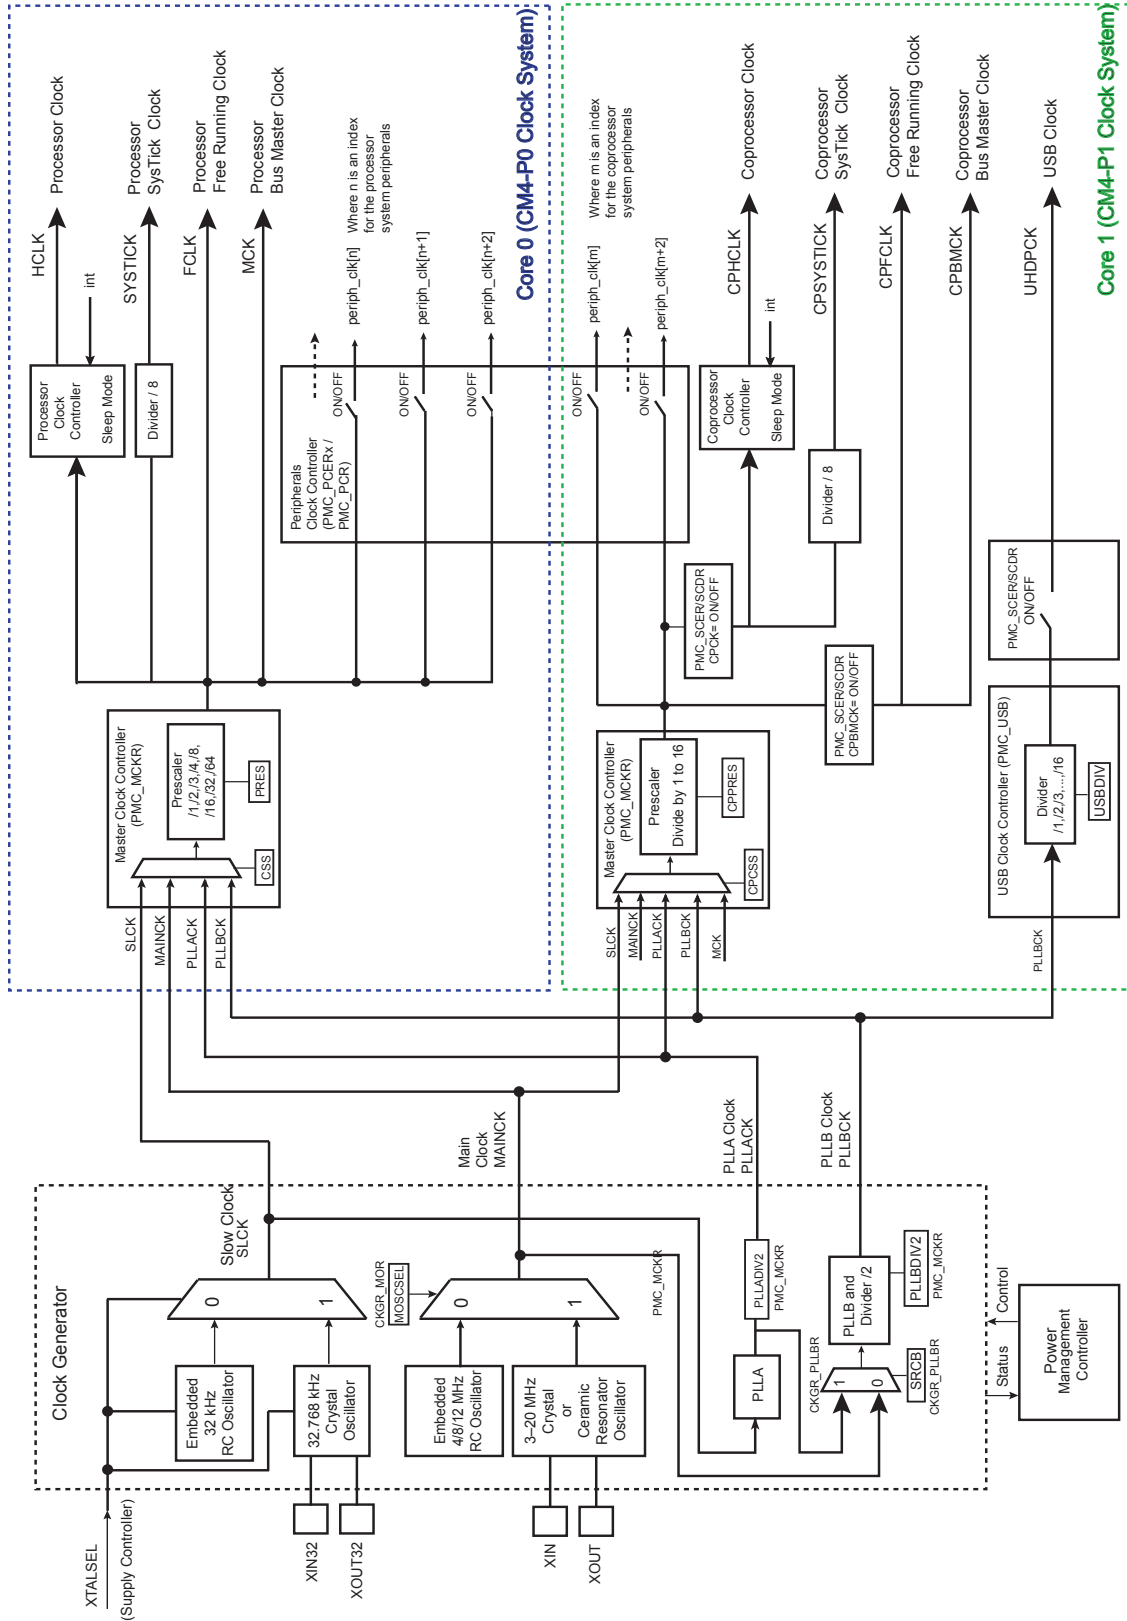 Clock Generator
XTALSEL
(Supply Controller)
XIN32
XOUT32
XIN
XOUT
Embedded
32 kHz
RC Oscillator
32.768 kHz
Crystal
Oscillator
Embedded
4/8/12 MHz
RC Oscillator
3–20 MHz
Crystal
or
Ceramic
Resonator
Oscillator
0
1
Slow Clock
SLCK
CKGR_MOR
MOSCSEL
0
1
Main
Clock
MAINCK
PMC_MCKR
PLLA
PLLADIV2
PMC_MCKR
PLLA Clock
PLLACK
CKGR_PLLBR
1
0
SRCB
CKGR_PLLBR
PLLB and
Divider /2
PLLBDIV2
PMC_MCKR
PLLB Clock
PLLBCK
Status
Control
Power
Management
Controller
SLCK
MAINCK
PLLACK
PLLBCK
Master Clock Controller
(PMC_MCKR)
Prescaler
/1,/2,/3,/4,/8,
/16,/32,/64
CSS
PRES
Processor
Clock
Controller
Sleep Mode
int
Divider / 8
HCLK
Processor Clock
SYSTICK
Processor
SysTick Clock
FCLK
Processor
Free Running Clock
MCK
Processor
Bus Master Clock
Peripherals
Clock Controller
(PMC_PCERx /
PMC_PCR)
ON/OFF
ON/OFF
ON/OFF
periph_clk[n]
Where n is an index
for the processor
system peripherals
periph_clk[n+1]
periph_clk[n+2]
Core 0 (CM4-P0 Clock System)
SLCK
MAINCK
PLLACK
PLLBCK
MCK
Master Clock Controller
(PMC_MCKR)
Prescaler
Divide by 1 to 16
CPCSS
CPPRES
ON/OFF
ON/OFF
periph_clk[m]
Where m is an index
for the coprocessor
system peripherals
periph_clk[m+2]
PMC_SCER/SCDR
CPCK= ON/OFF
Coprocessor
Clock
Controller
Sleep Mode
int
Divider / 8
CPHCLK
Coprocessor Clock
CPSYSTICK
Coprocessor
SysTick Clock
PMC_SCER/SCDR
CPBMCK= ON/OFF
CPFCLK
Coprocessor
Free Running Clock
CPBMCK
Coprocessor
Bus Master Clock
PLLBCK
USB Clock Controller (PMC_USB)
Divider
/1,/2,/3,...,/16
USBDIV
PMC_SCER/SCDR
ON/OFF
UHDPCK
USB Clock
Core 1 (CM4-P1 Clock System)